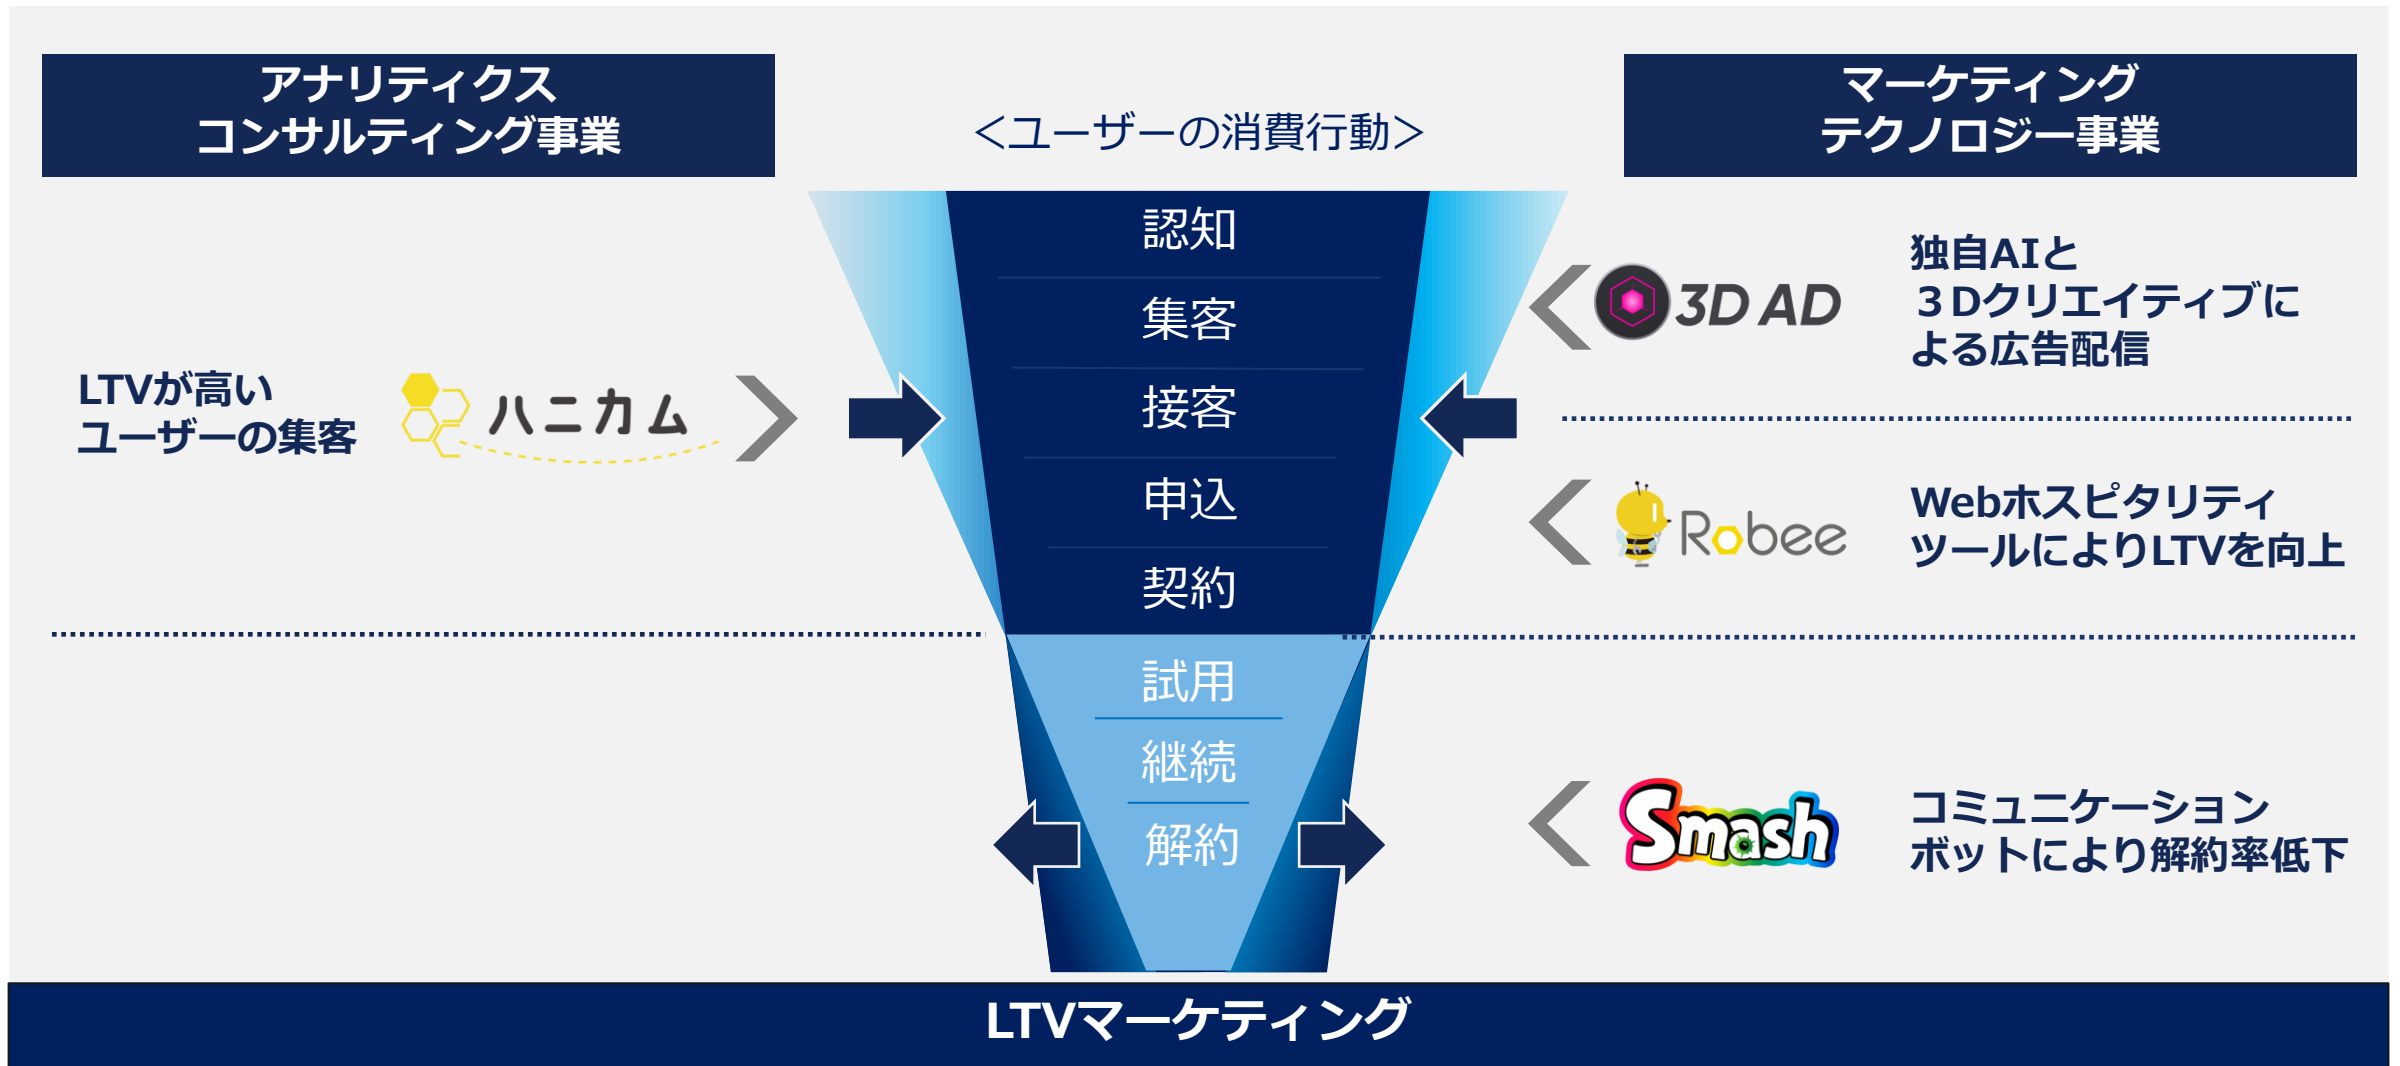 アナリティクス
コンサルティング事業
LTVが高い
ユーザーの集客
ハニカム
＜ユーザーの消費行動＞
認知
集客
接客
申込
契約
試用
継続
解約
マーケティング
テクノロジー事業
3D AD
独自AIと
３Dクリエイティブに
よる広告配信
Robee
Webホスピタリティ
ツールによりLTVを向上
Smash
コミュニケーション
ボットにより解約率低下
LTVマーケティング